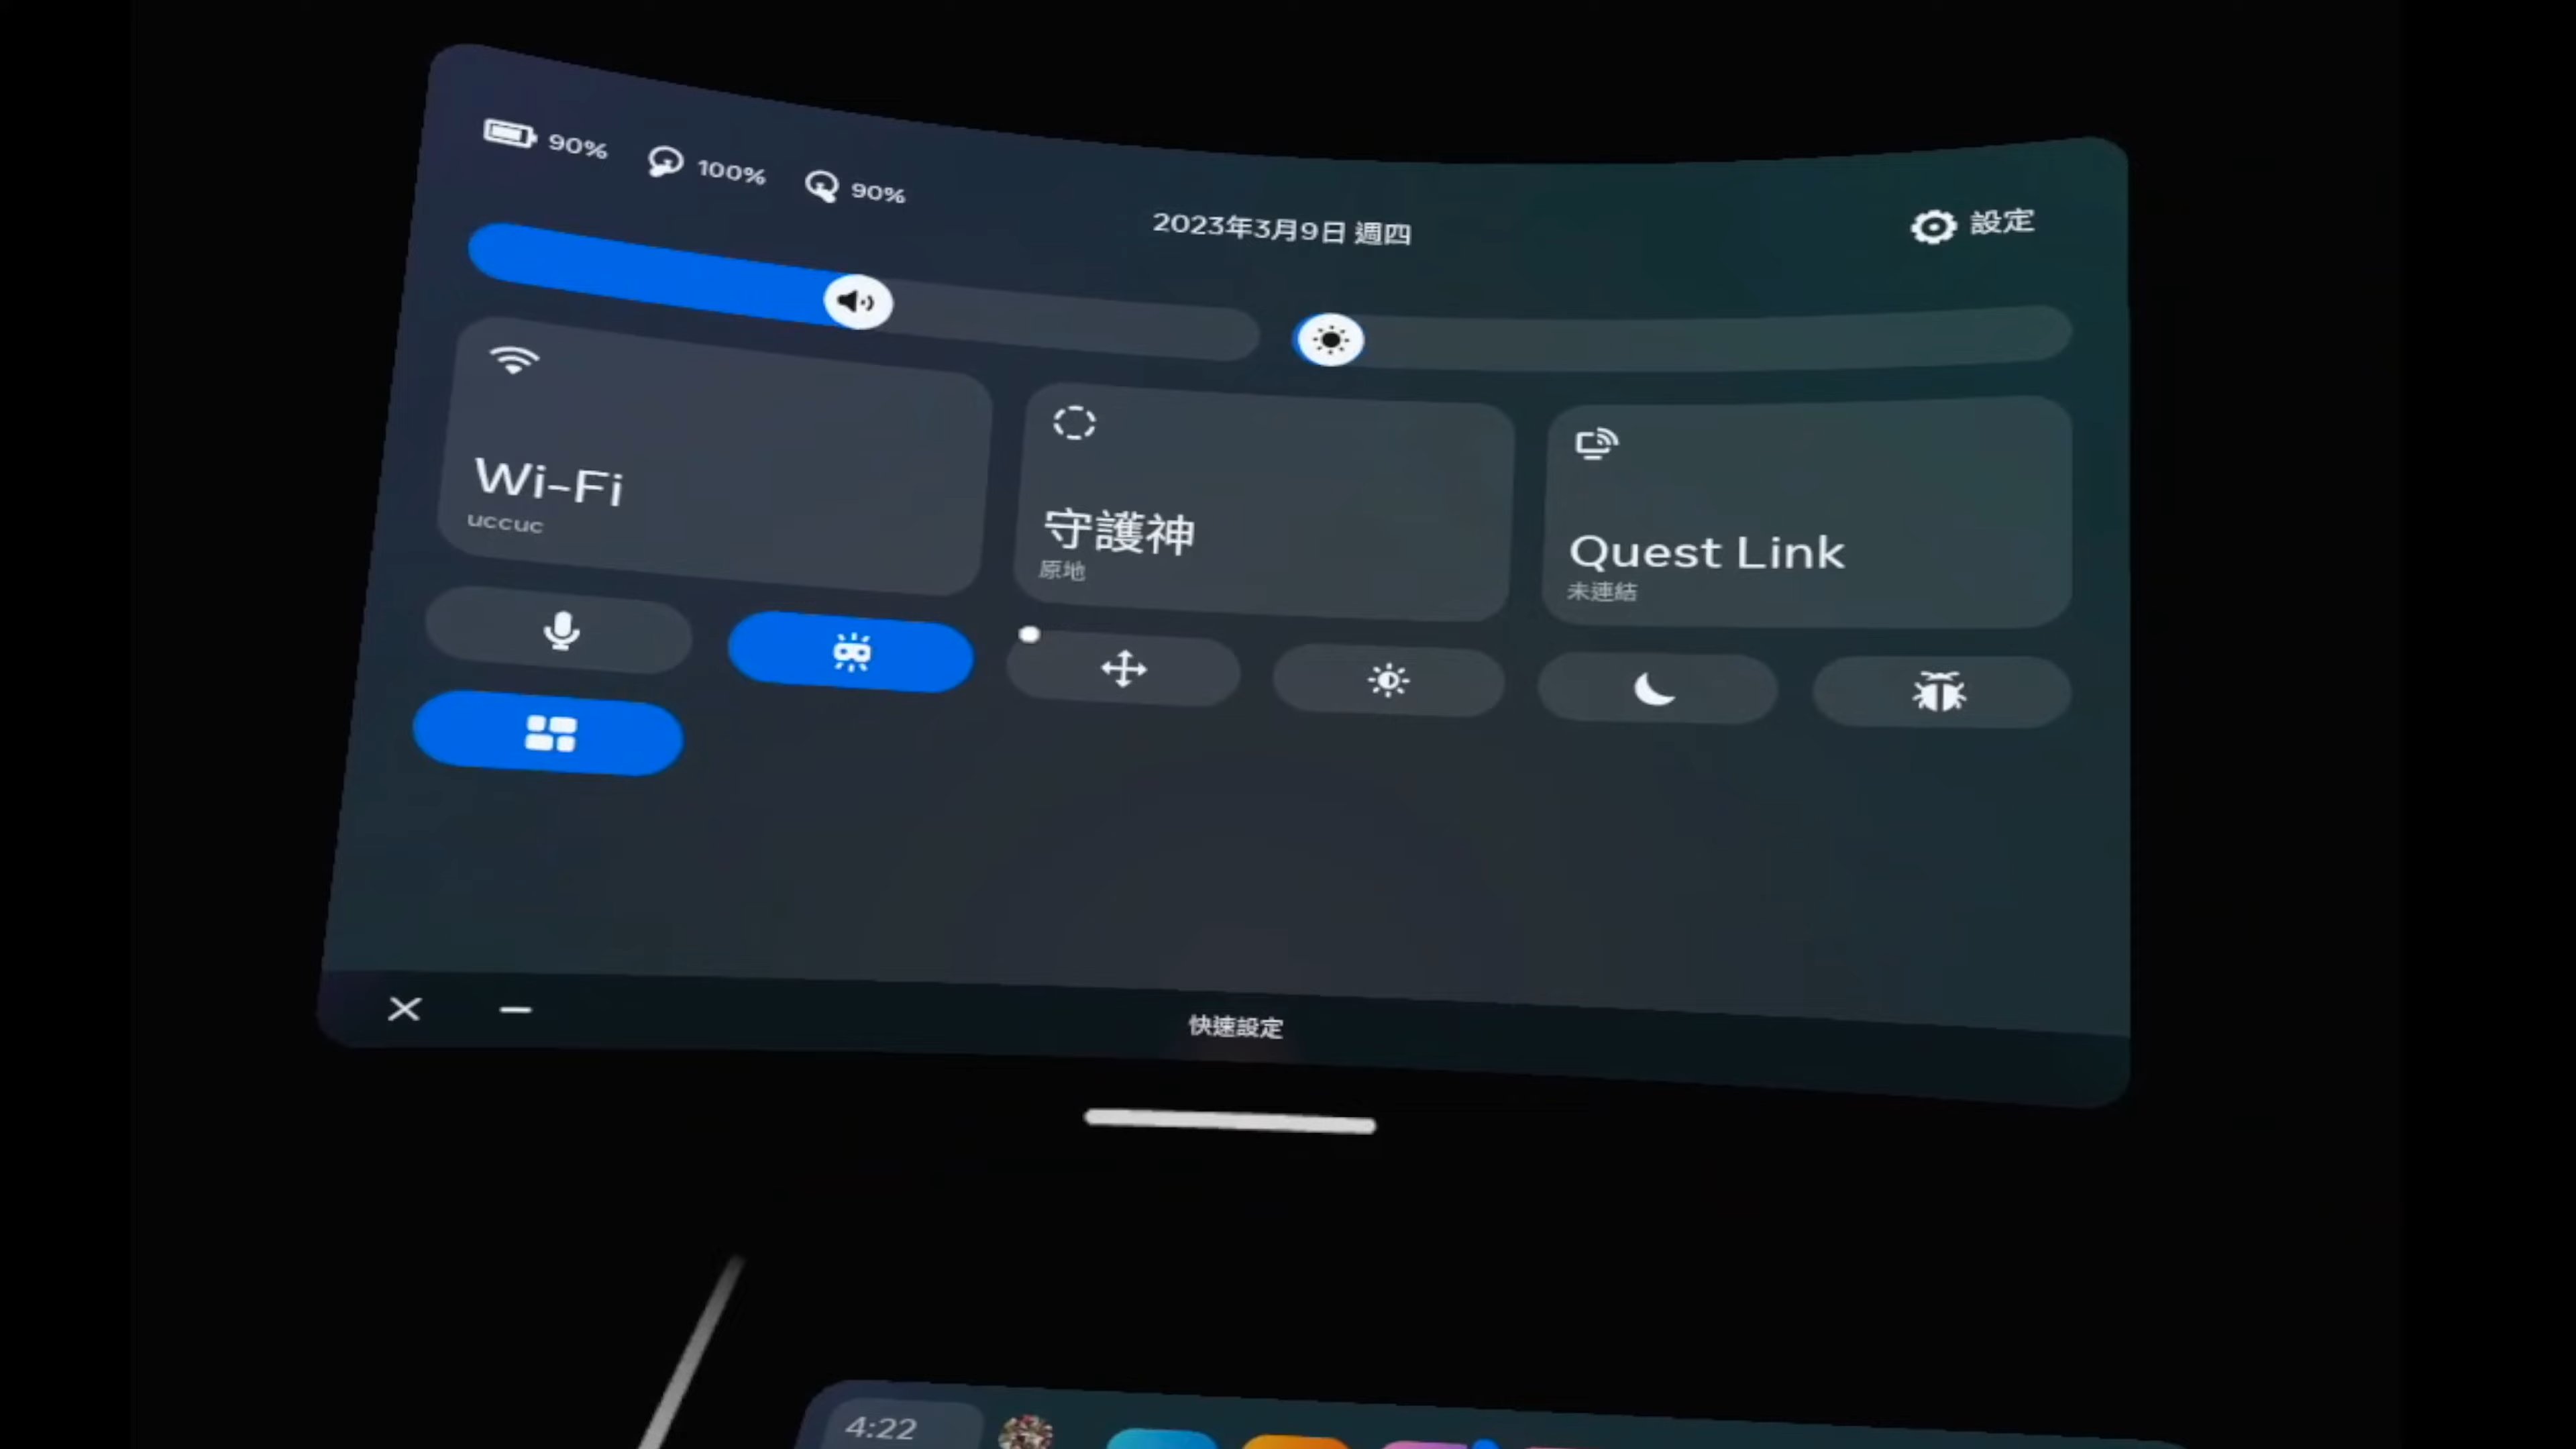 90%
100%
90%
2023年3月9日 週四
設定
Wi-Fi
uccuc
守護神
原地
Quest Link
未連結
快速設定
4:22